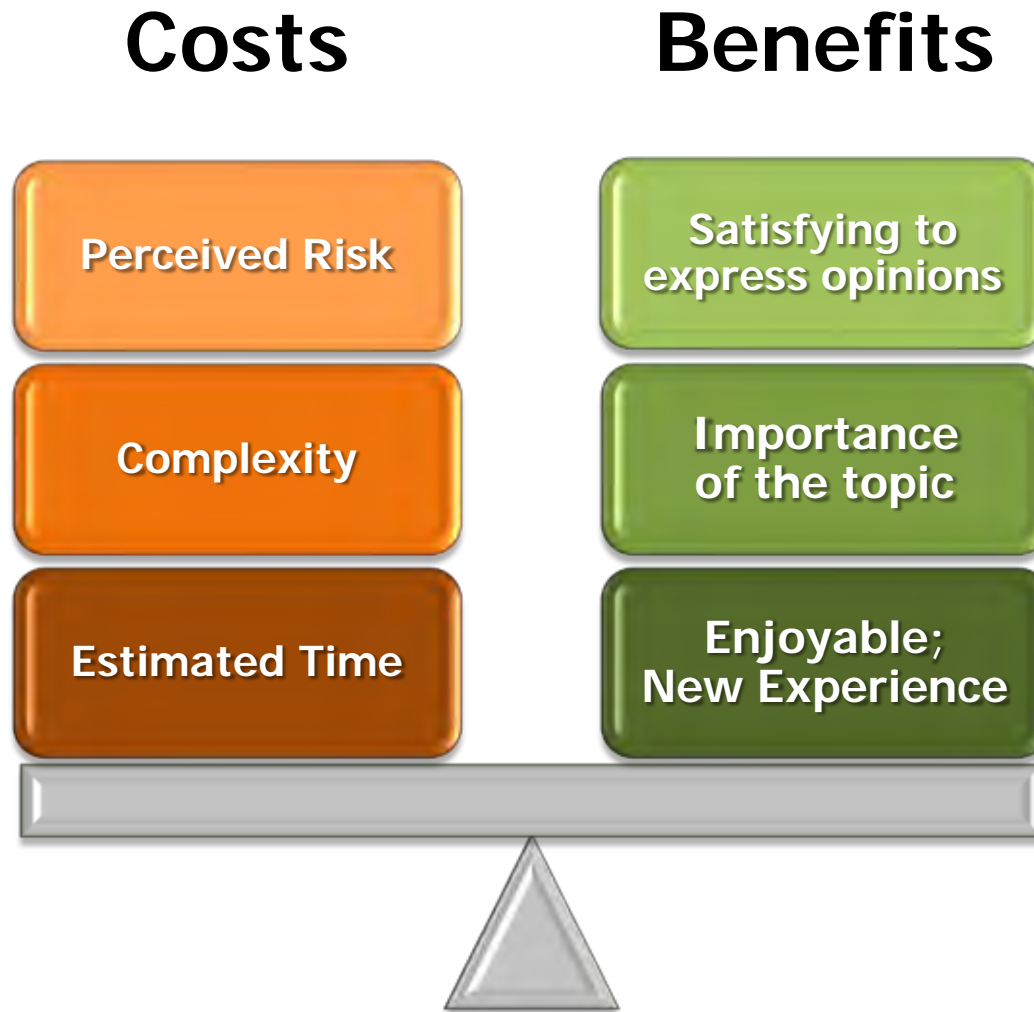 Costs
Benefits
Perceived Risk
Satisfying to
express opinions
Complexity
Importance
of the topic
Estimated Time
Enjoyable;
New Experience